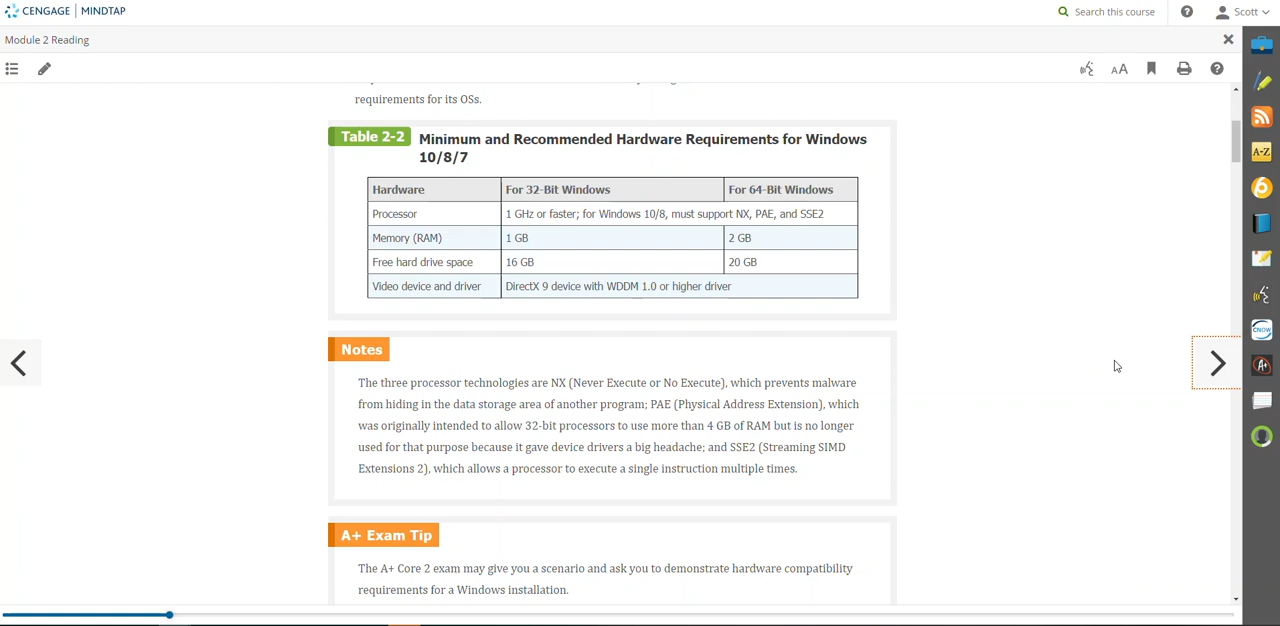 CENGAGE | MINDTAP
Search this course
Scott
Module 2 Reading
AA
requirements for its OSs.
Table 2-2 Minimum and Recommended Hardware Requirements for Windows
10/8/7
Hardware For 32-Bit Windows For 64-Bit Windows
Processor 1 GHz or faster; for Windows 10/8, must support NX, PAE, and SSE2
Memory (RAM) 1 GB 2 GB
Free hard drive space 16 GB 20 GB
Video device and driver DirectX 9 device with WDDM 1.0 or higher driver
Notes
The three processor technologies are NX (Never Execute or No Execute), which prevents malware
from hiding in the data storage area of another program; PAE (Physical Address Extension), which
was originally intended to allow 32-bit processors to use more than 4 GB of RAM but is no longer
used for that purpose because it gave device drivers a big headache; and SSE2 (Streaming SIMD
Extensions 2), which allows a processor to execute a single instruction multiple times.
A+ Exam Tip
The A+ Core 2 exam may give you a scenario and ask you to demonstrate hardware compatibility
requirements for a Windows installation.
A-Z
CNOW
A+